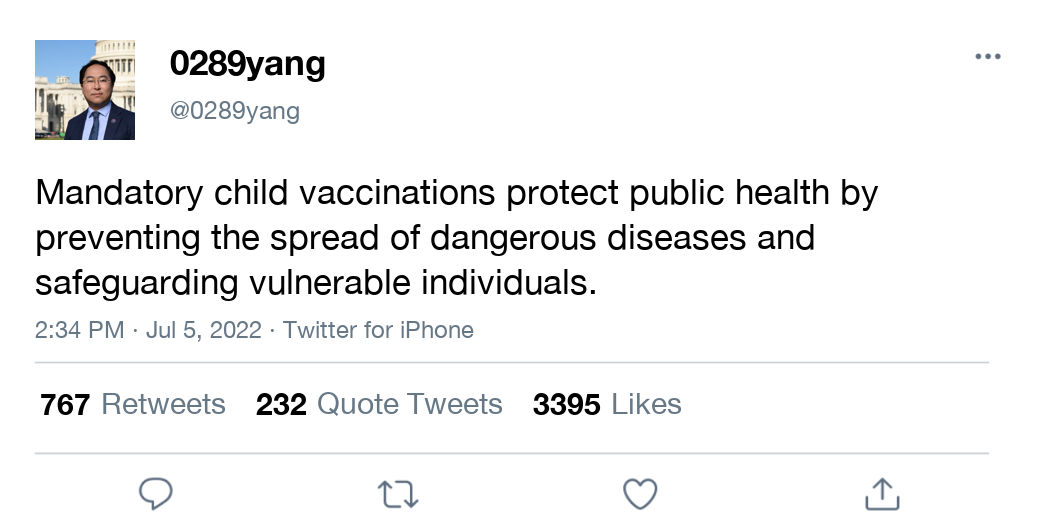 0289yang
@0289yang
Mandatory child vaccinations protect public health by
preventing the spread of dangerous diseases and
safeguarding vulnerable individuals.
2:34 PM · Jul 5, 2022 · Twitter for iPhone
767 Retweets 232 Quote Tweets 3395 Likes